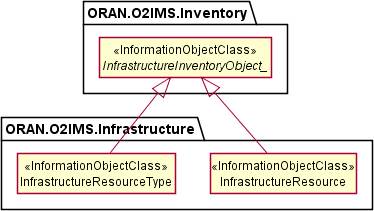 ORAN.O2IMS.Inventory
«InformationObjectClass»
InfrastructureInventoryObject_
ORAN.O2IMS.Infrastructure
«InformationObjectClass»
InfrastructureResourceType
«InformationObjectClass»
InfrastructureResource